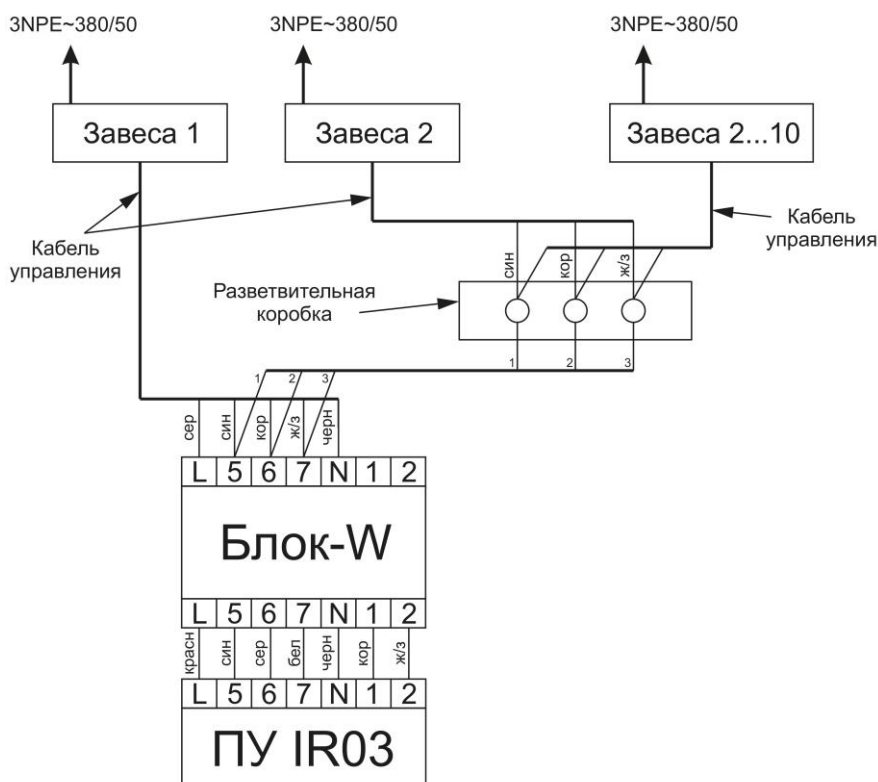 3NPE~380/50
3NPE~380/50
3NPE~380/50
Завеса 1
Завеса 2
Завеса 2...10
Кабель
управления
Кабель
управления
син
кор
ж/з
Разветвительная
коробка
1
2
3
1
2
3
сер
син
кор
ж/з
черн
L 5 6 7 N 1 2
Блок-W
L 5 6 7 N 1 2
красн
син
сер
бел
черн
кор
ж/з
L 5 6 7 N 1 2
ПУ IR03